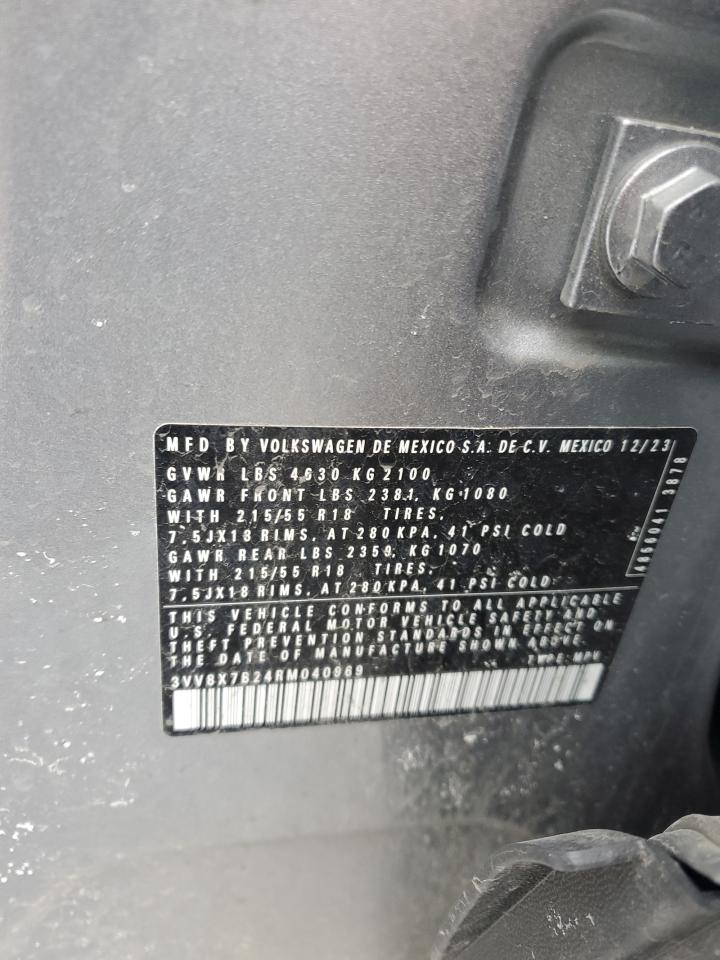 MFD BY VOLKSWAGEN DE MEXICO S.A. DE C.V. MEXICO 12/23
GVWR LBS 4630 KG 2100
GAWR FRONT LBS 2381, KG 1080
WITH 215/55 R18 TIRES,
7.5JX18 RIMS, AT 280 KPA, 41 PSI COLD
GAWR REAR LBS 2359, KG 1070
WITH 215/55 R18 TIRES,
7.5JX18 RIMS, AT 280 KPA, 41 PSI COLD
THIS VEHICLE CONFORMS TO ALL APPLICABLE
U.S. FEDERAL MOTOR VEHICLE SAFETY AND
THEFT PREVENTION STANDARDS IN EFFECT ON
THE DATE OF MANUFACTURE SHOWN ABOVE.
TYPE: MPV
3VV8X7B24RM040969
3878